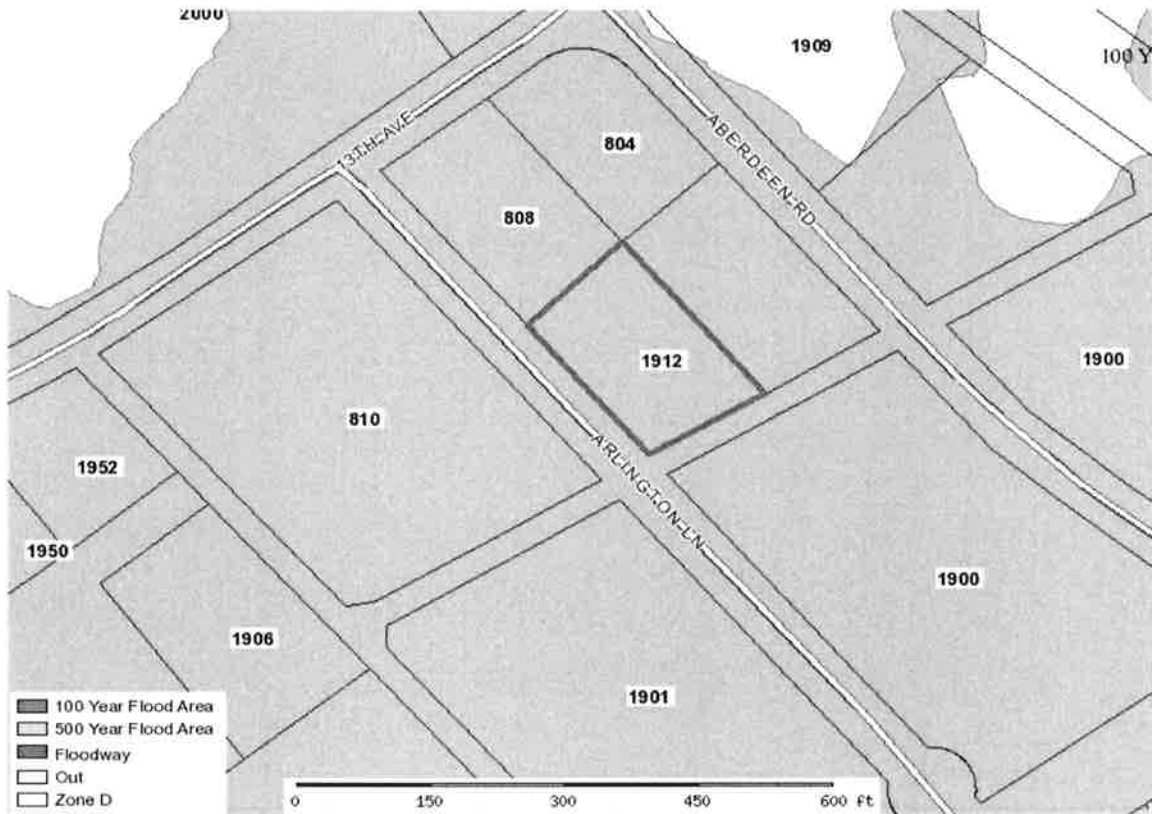 2000
1909
100 Y
13TH AVE
804
ABERDEEN RD
808
1912
1900
810
ARLINGTON LN
1952
1950
1900
1906
1901
100 Year Flood Area
500 Year Flood Area
Floodway
Out
Zone D
0 150 300 450 600 ft